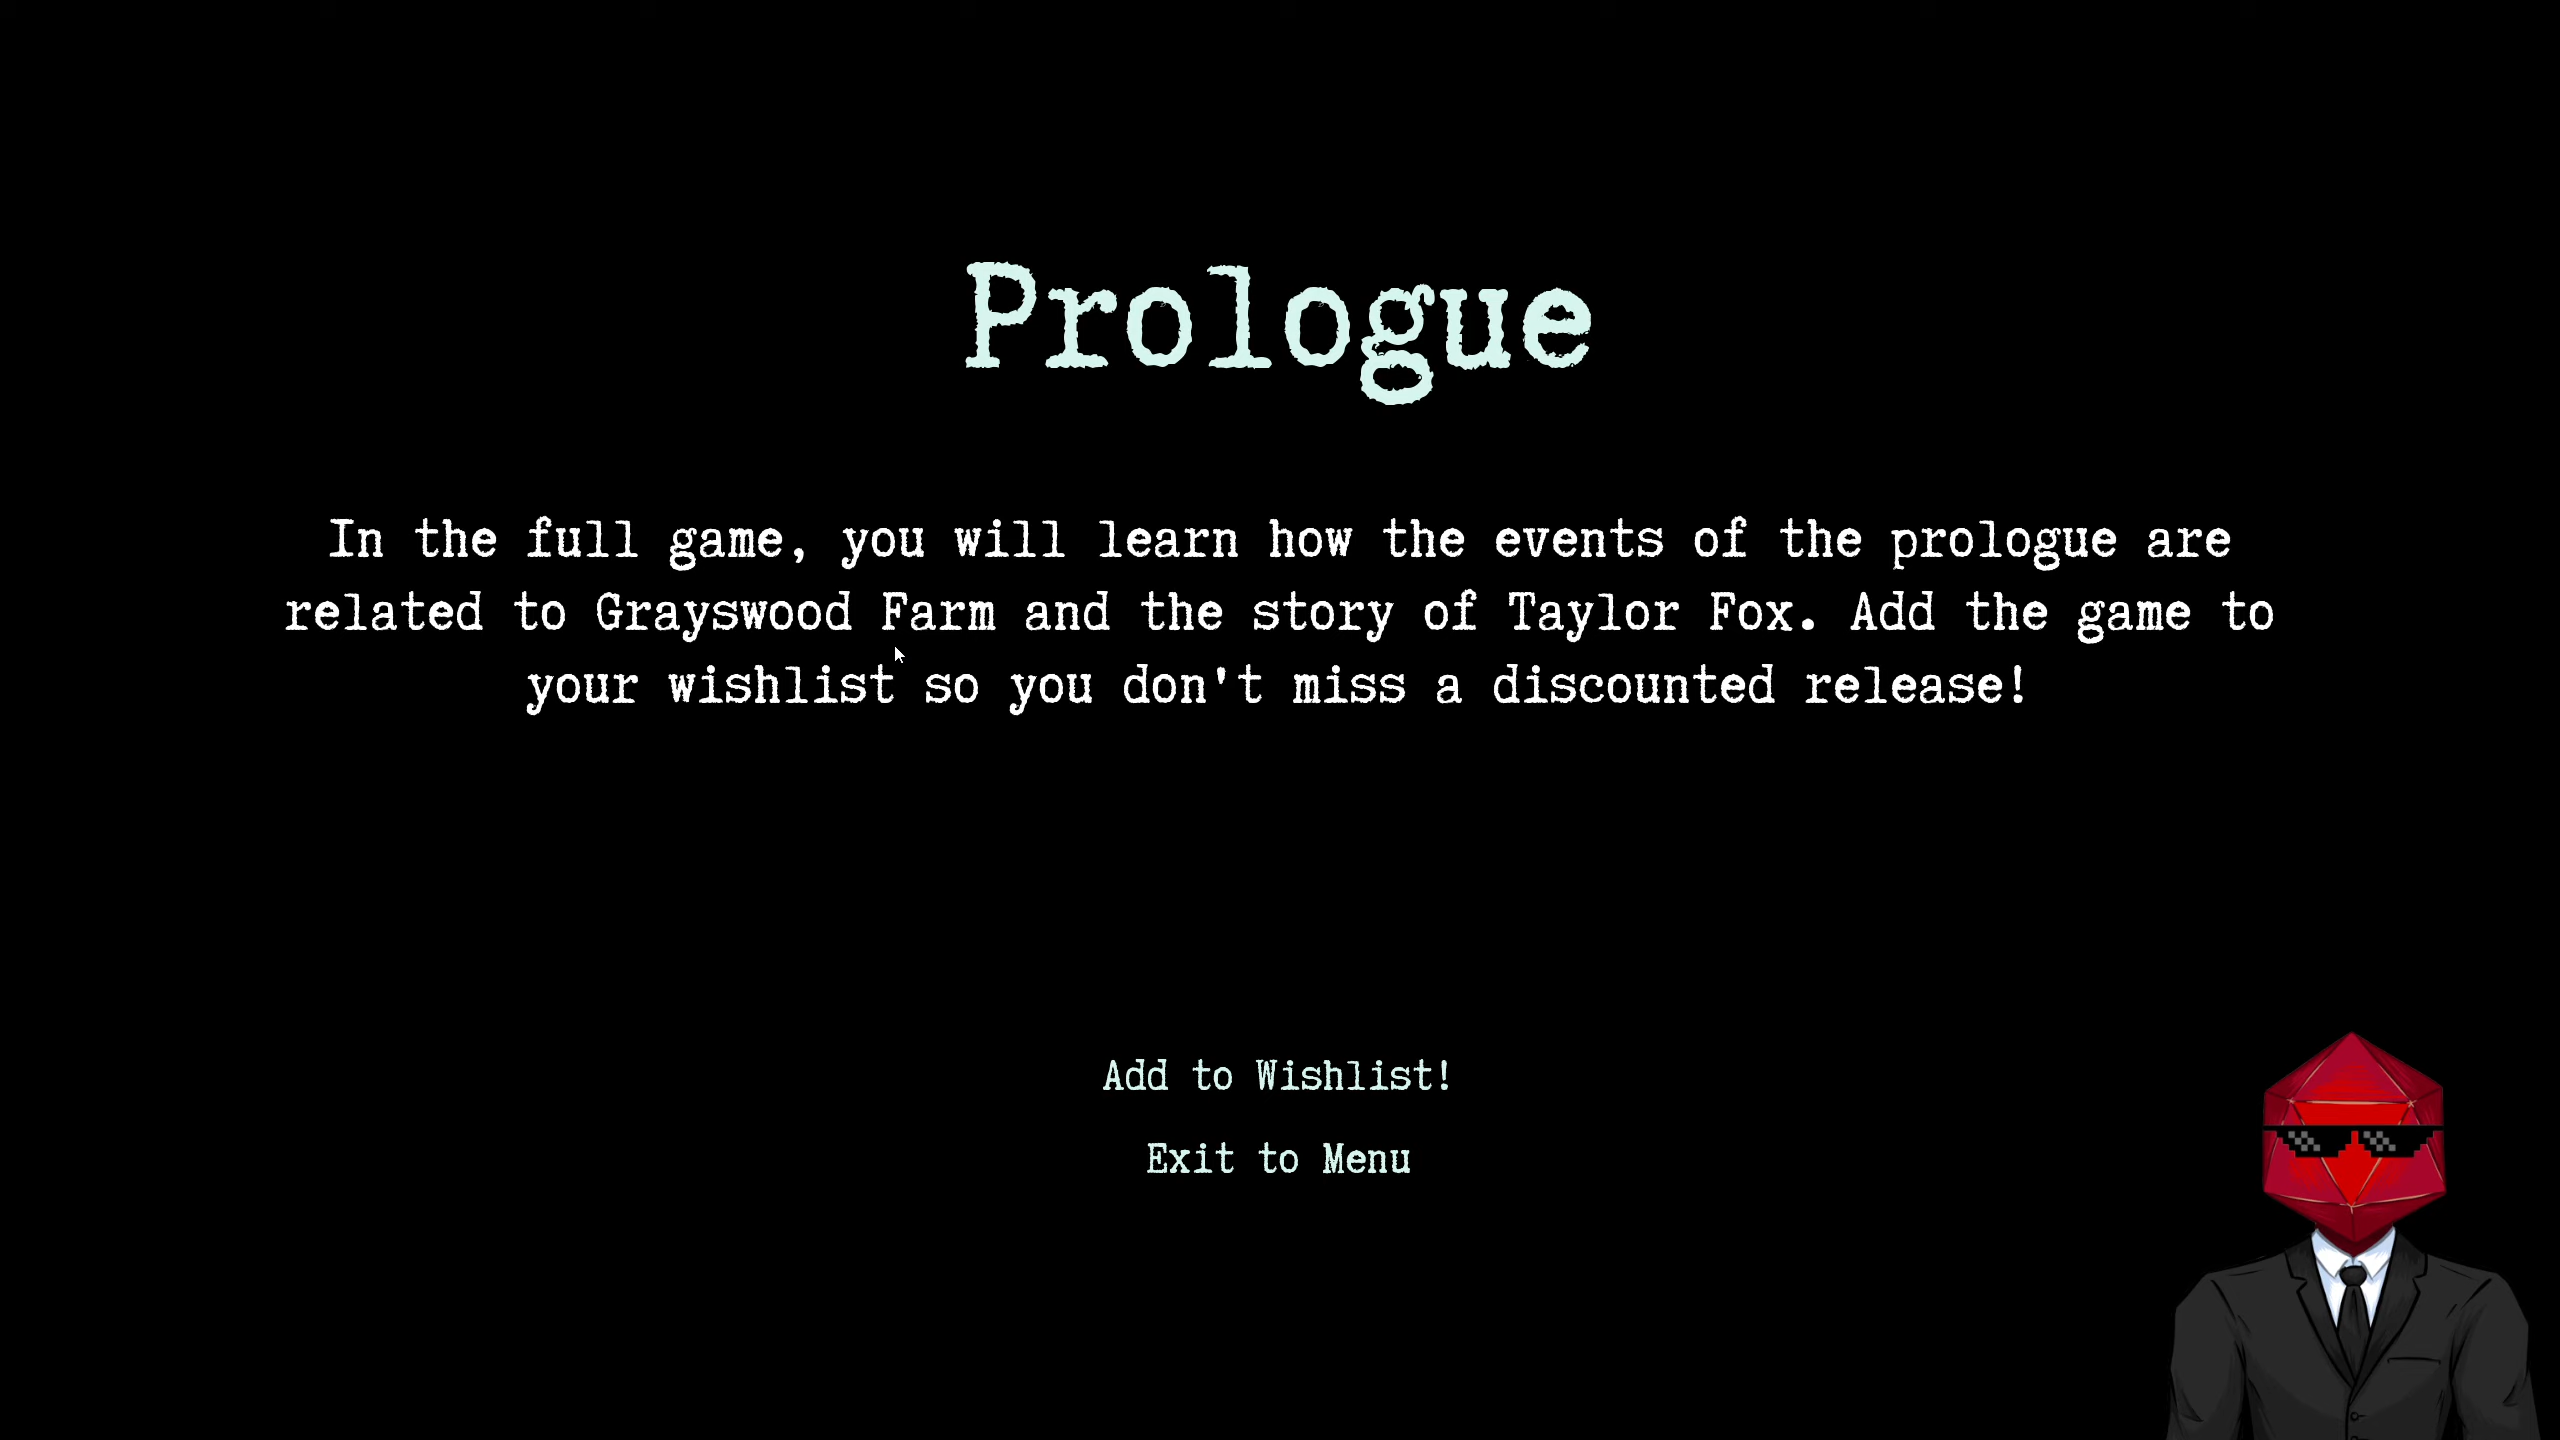 Prologue
In the full game, you will learn how the events of the prologue are
related to Grayswood Farm and the story of Taylor Fox. Add the game to
your wishlist so you don't miss a discounted release!
Add to Wishlist!
Exit to Menu